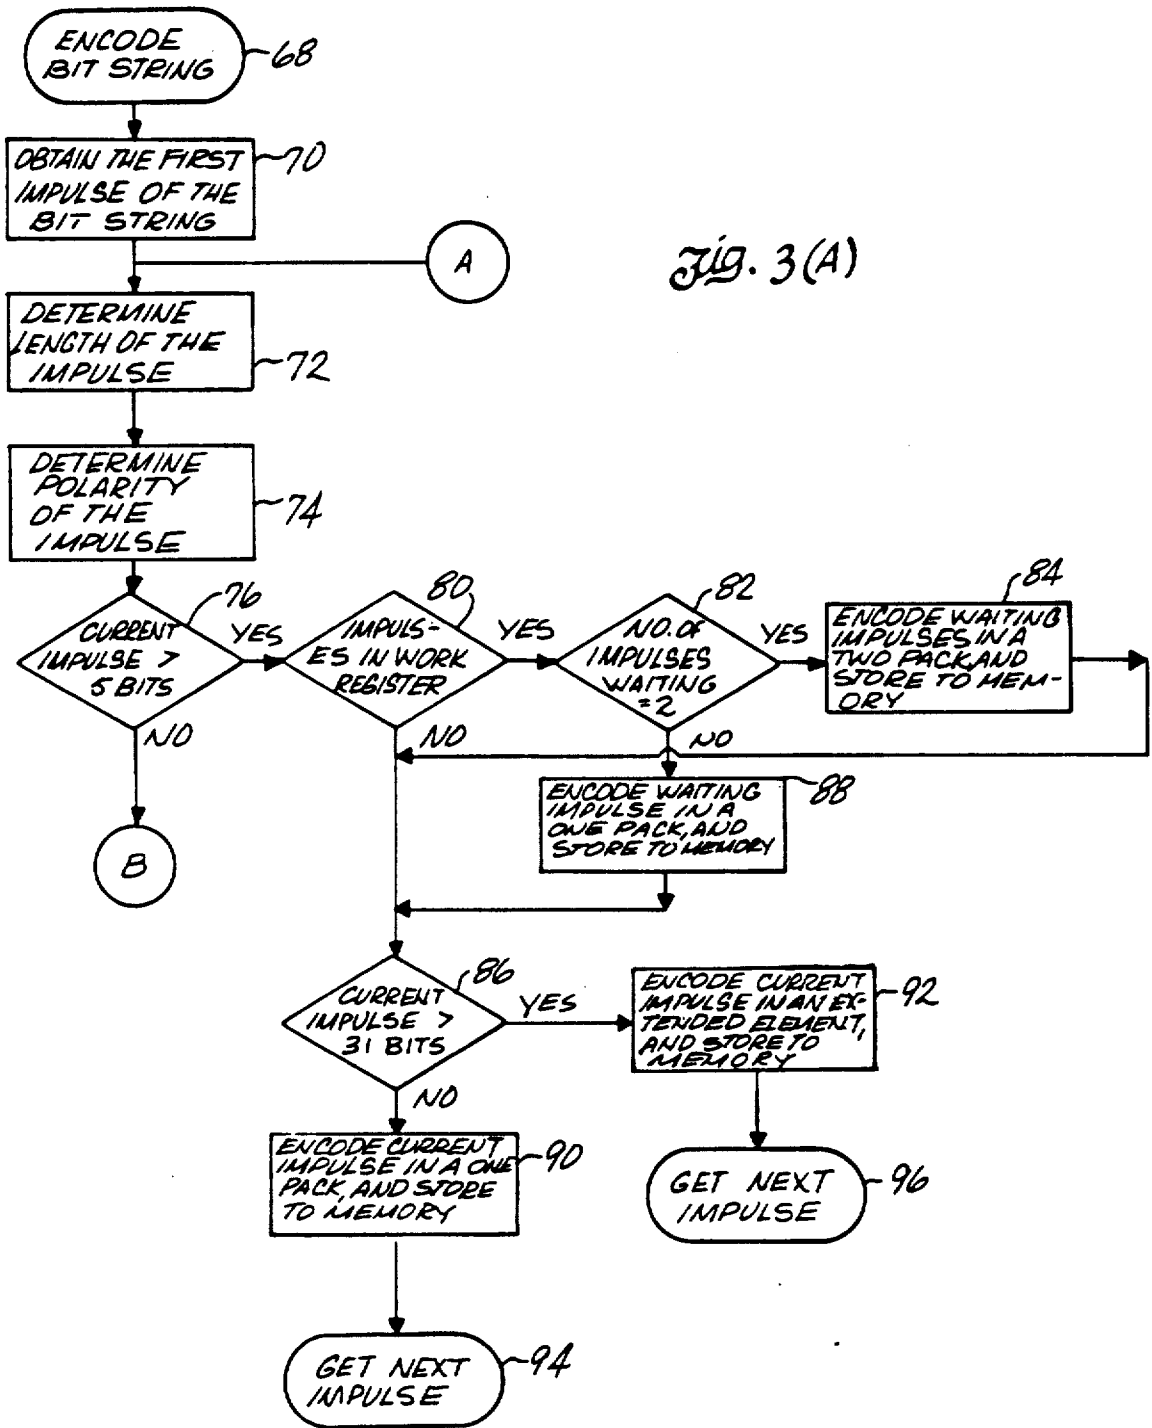 ENCODE
BIT STRING
68
OBTAIN THE FIRST
IMPULSE OF THE
BIT STRING
70
A
Fig. 3(A)
DETERMINE
LENGTH OF THE
IMPULSE
72
DETERMINE
POLARITY
OF THE
IMPULSE
74
CURRENT
IMPULSE >
5 BITS
76
YES
NO
B
IMPULS-
ES IN WORK
REGISTER
80
YES
NO
NO. OF
IMPULSES
WAITING
=2
82
YES
NO
ENCODE WAITING
IMPULSES IN A
TWO PACK, AND
STORE TO MEM-
ORY
84
ENCODE WAITING
IMPULSE IN A
ONE PACK, AND
STORE TO MEMORY
88
CURRENT
IMPULSE >
31 BITS
86
YES
NO
ENCODE CURRENT
IMPULSE IN AN EX-
TENDED ELEMENT,
AND STORE TO
MEMORY
92
ENCODE CURRENT
IMPULSE IN A ONE
PACK, AND STORE
TO MEMORY
90
GET NEXT
IMPULSE
96
GET NEXT
IMPULSE
94